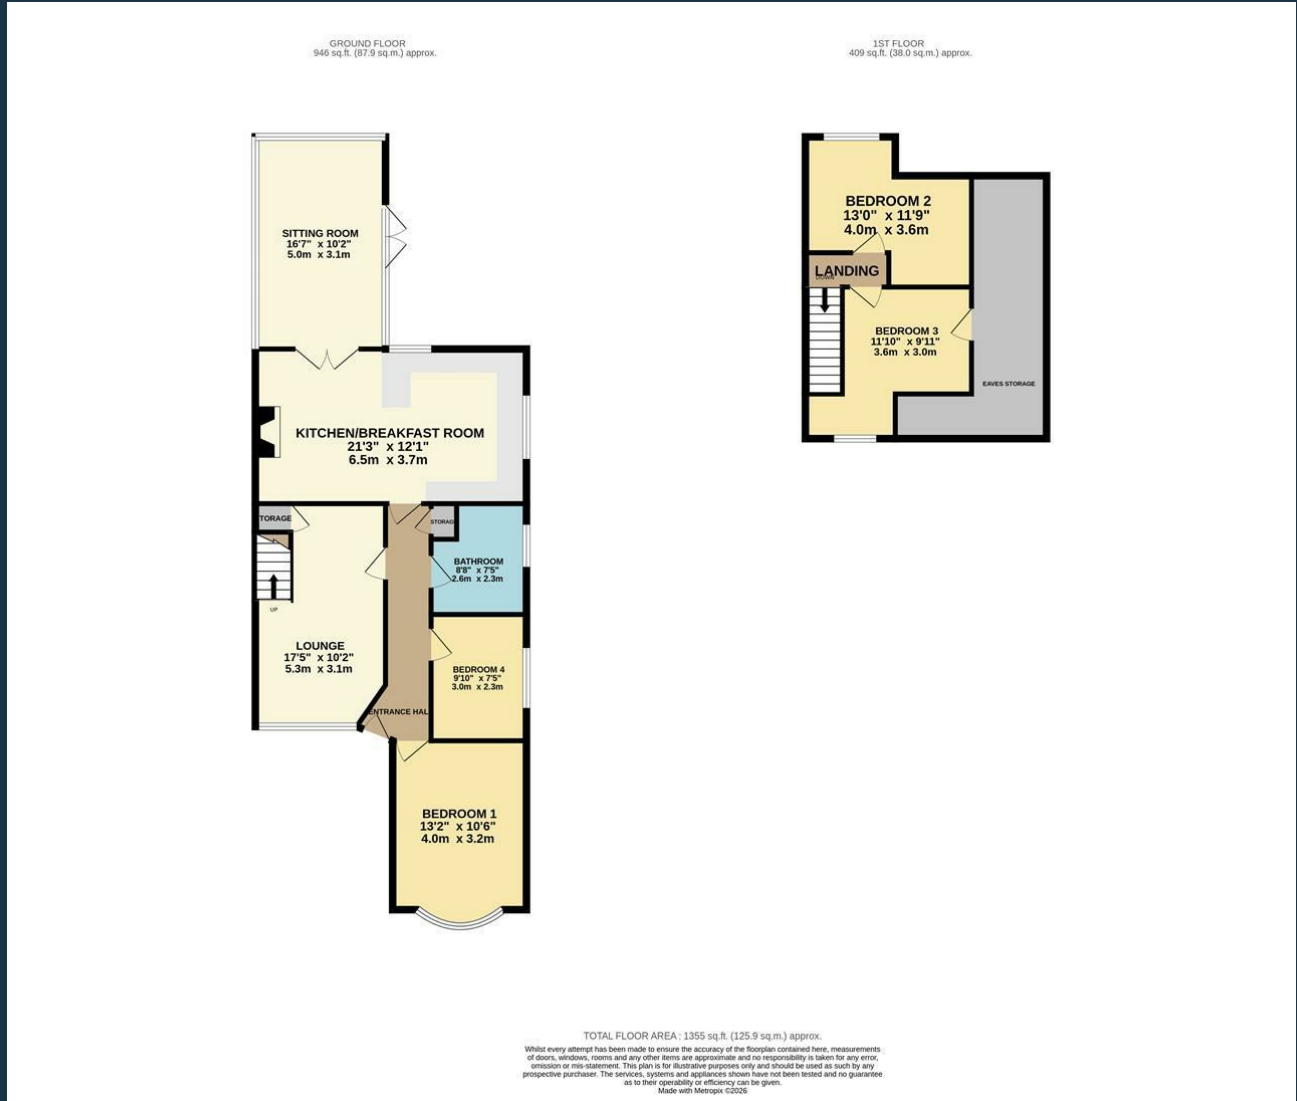 GROUND FLOOR
946 sq.ft. (87.9 sq.m.) approx.
1ST FLOOR
409 sq.ft. (38.0 sq.m.) approx.
SITTING ROOM
16'7" x 10'2"
5.0m x 3.1m
KITCHEN/BREAKFAST ROOM
21'3" x 12'1"
6.5m x 3.7m
TORAGE
STORAG
BATHROOM
8'8" x 7'5"
2.6m x 2.3m
UP
LOUNGE
17'5" x 10'2"
5.3m x 3.1m
BEDROOM 4
9'10" x 7'5"
3.0m x 2.3m
ENTRANCE HAL
BEDROOM 1
13'2" x 10'6"
4.0m x 3.2m
BEDROOM 2
13'0" x 11'9"
4.0m x 3.6m
LANDING
DOWN
BEDROOM 3
11'10" x 9'11"
3.6m x 3.0m
EAVES STORAGE
TOTAL FLOOR AREA : 1355 sq.ft. (125.9 sq.m.) approx.
Whilst every attempt has been made to ensure the accuracy of the floorplan contained here, measurements
of doors, windows, rooms and any other items are approximate and no responsibility is taken for any error,
omission or mis-statement. This plan is for illustrative purposes only and should be used as such by any
prospective purchaser. The services, systems and appliances shown have not been tested and no guarantee
as to their operability or efficiency can be given.
Made with Metropix ©2026